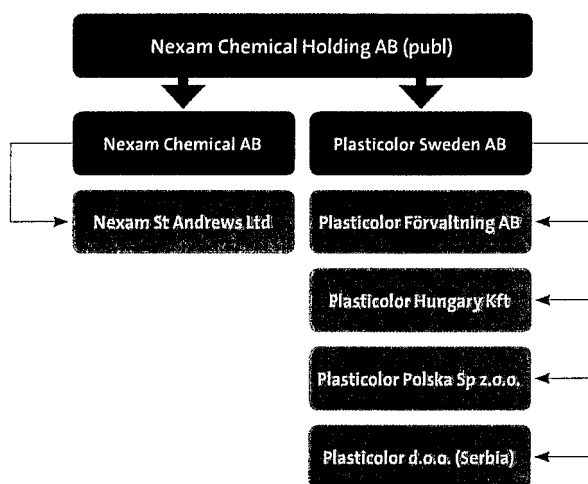 Nexam Chemical Holding AB (publ)
Nexam Chemical AB
Plasticolor Sweden AB
Nexam St Andrews Ltd
Plasticolor Förvaltning AB
Plasticolor Hungary Kft
Plasticolor Polska Sp z.o.o.
Plasticolor d.o.o. (Serbia)